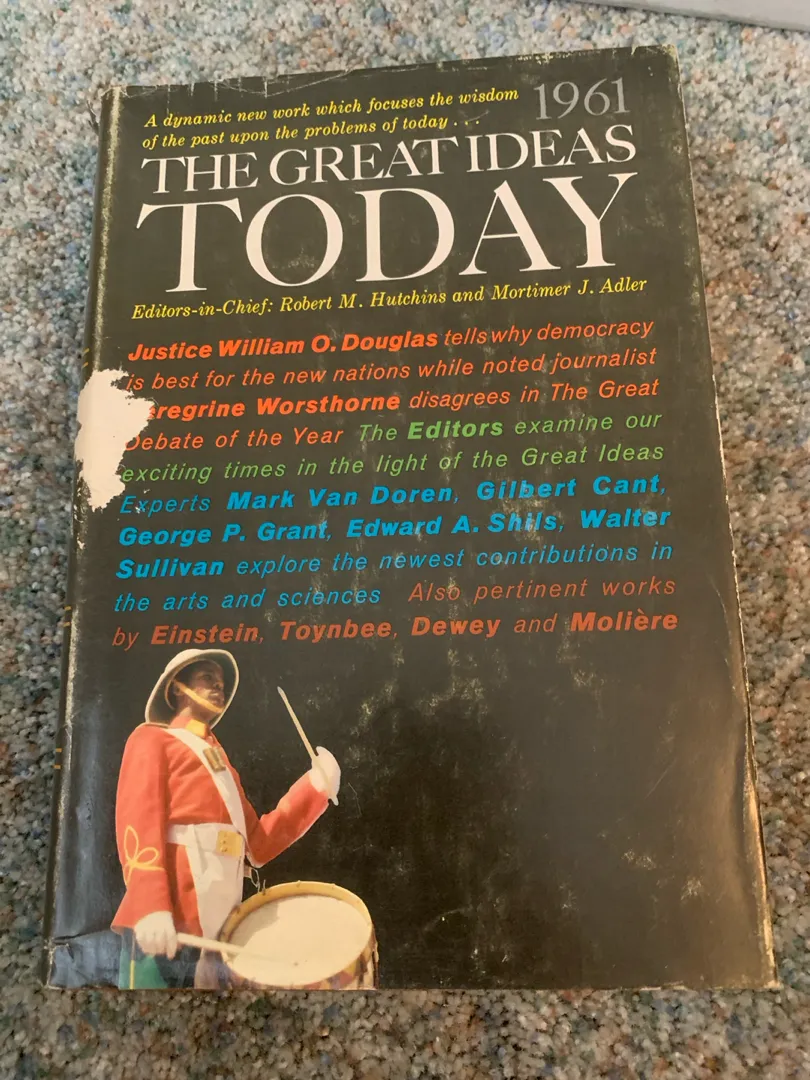 A dynamic new work which focuses the wisdom
of the past upon the problems of today . . .
1961
THE GREAT IDEAS
TODAY
Editors-in-Chief: Robert M. Hutchins and Mortimer J. Adler
Justice William O. Douglas tells why democracy
is best for the new nations while noted journalist
eregrine Worsthorne disagrees in The Great
Debate of the Year The Editors examine our
exciting times in the light of the Great Ideas
Experts Mark Van Doren, Gilbert Cant,
George P. Grant, Edward A. Shils, Walter
Sullivan explore the newest contributions in
the arts and sciences Also pertinent works
by Einstein, Toynbee, Dewey and Molière